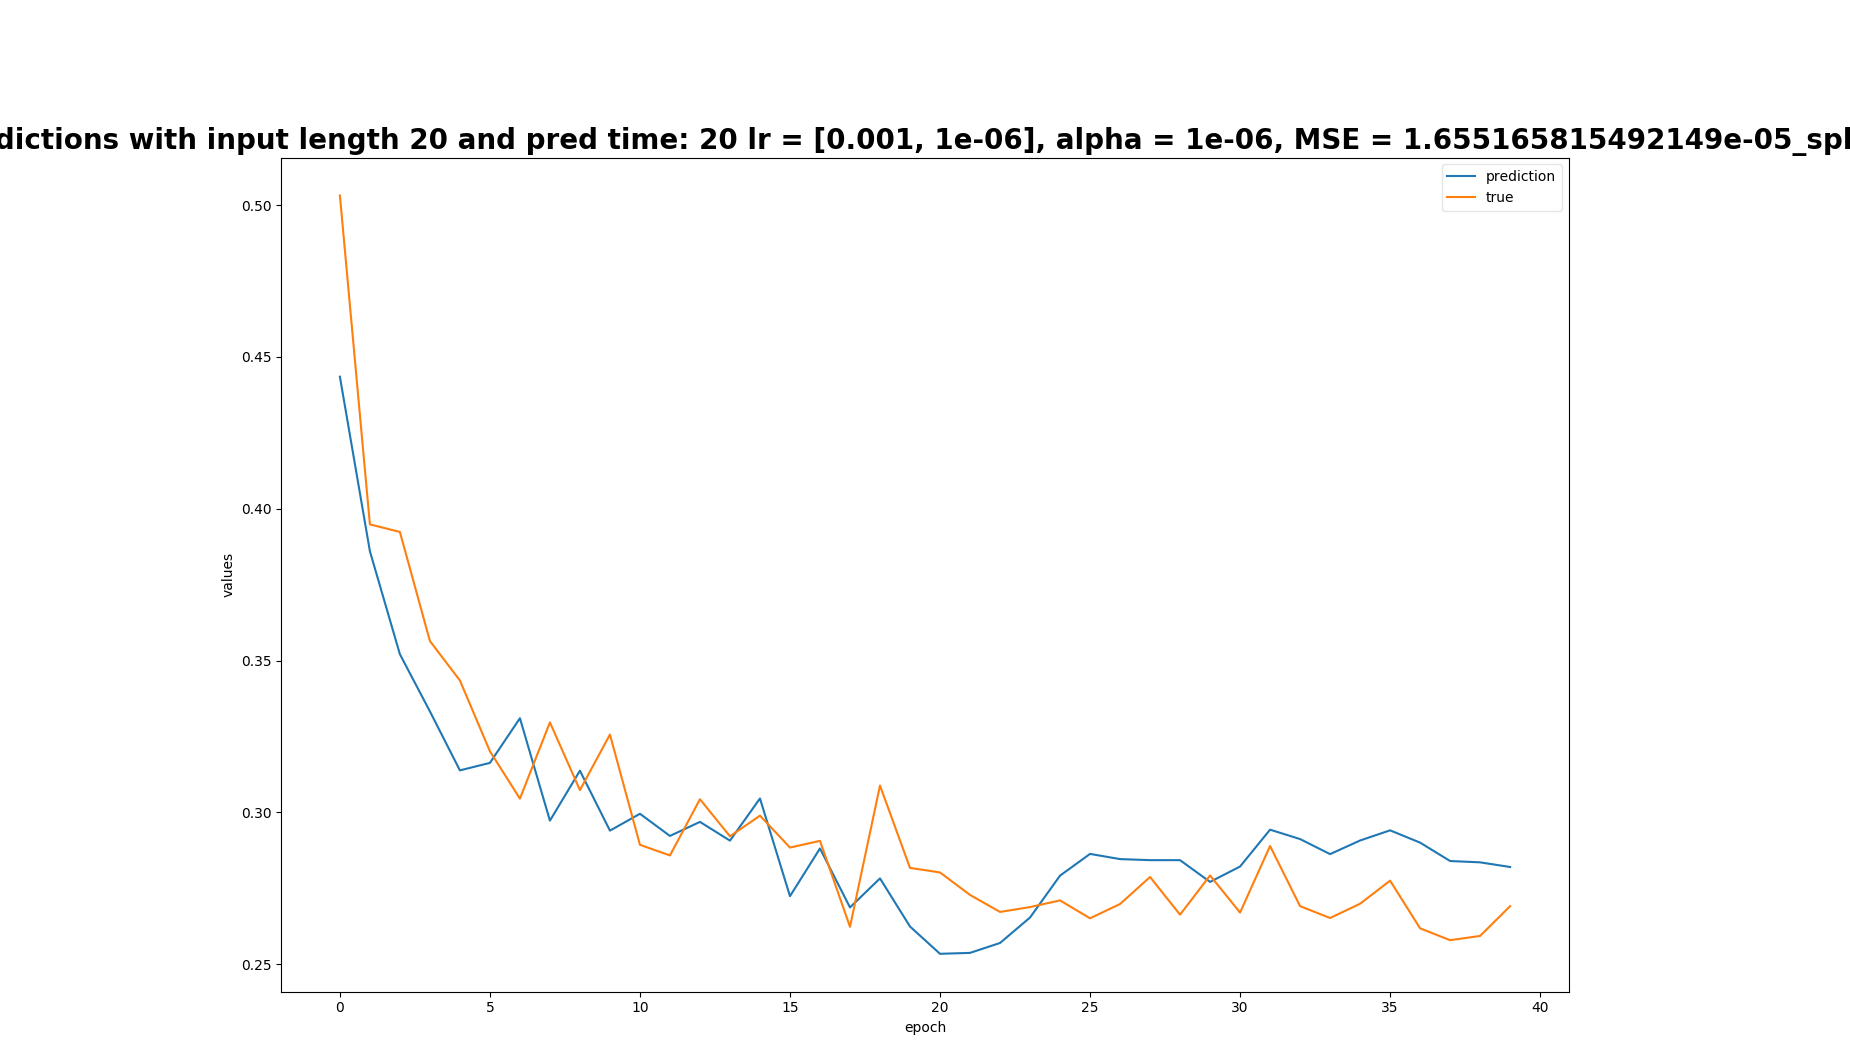 dictions with input length 20 and pred time: 20 lr = [0.001, 1e-06], alpha = 1e-06, MSE = 1.655165815492149e-05_spl
prediction
true
0.50
0.45
0.40
0.35
0.30
0.25
values
0 5 10 15 20 25 30 35 40
epoch